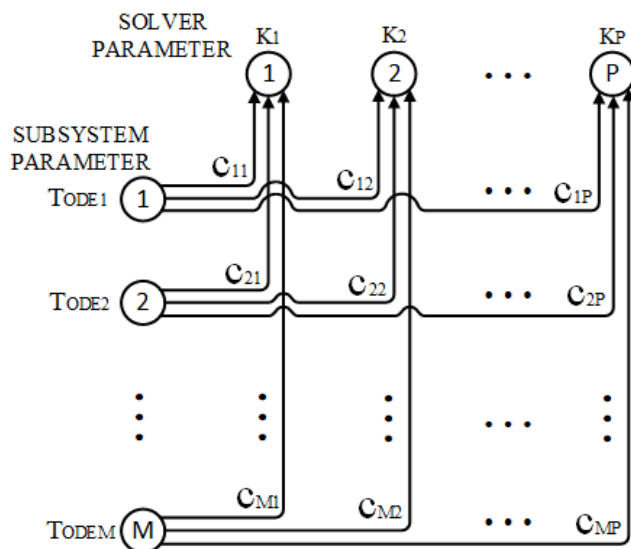 SOLVER
PARAMETER
K1 K2 KP
1 2 • • • P
SUBSYSTEM
PARAMETER
C11 C12 • • • C1P
TODE1 1
C21 C22 • • • C2P
TODE2 2
• • •
CM1 CM2 • • • CMP
TODEM M